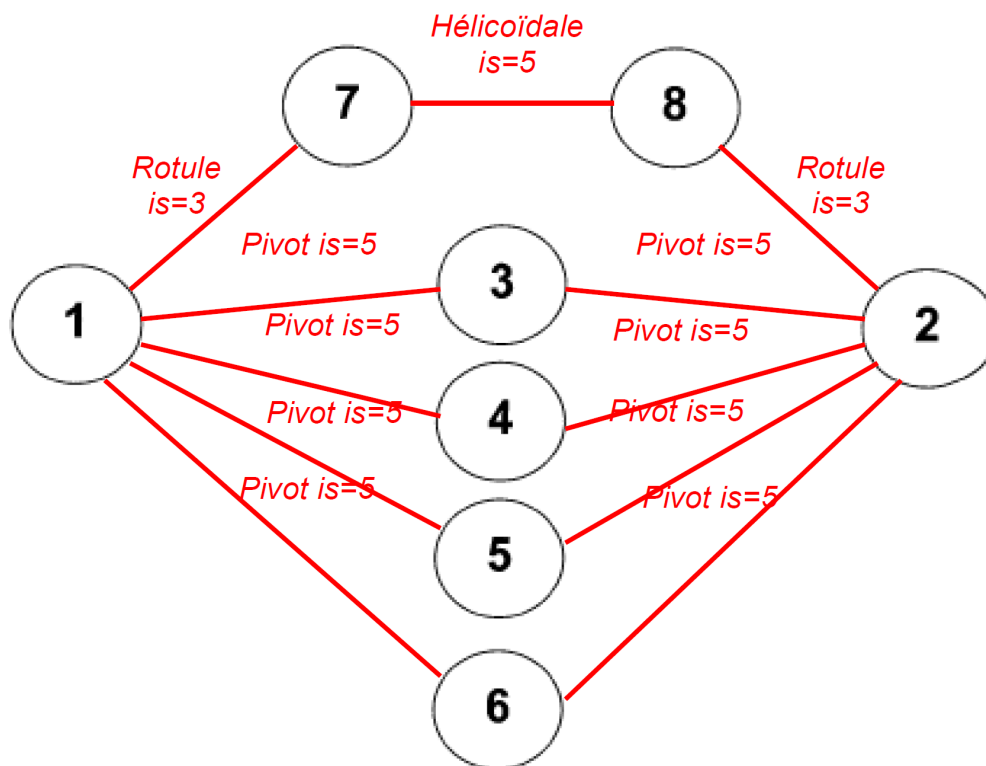 Hélicoïdale
is=5
7
8
Rotule
is=3
Rotule
is=3
Pivot is=5
Pivot is=5
3
1
2
Pivot is=5
Pivot is=5
4
Pivot is=5
Pivot is=5
Pivot is=5
Pivot is=5
5
6